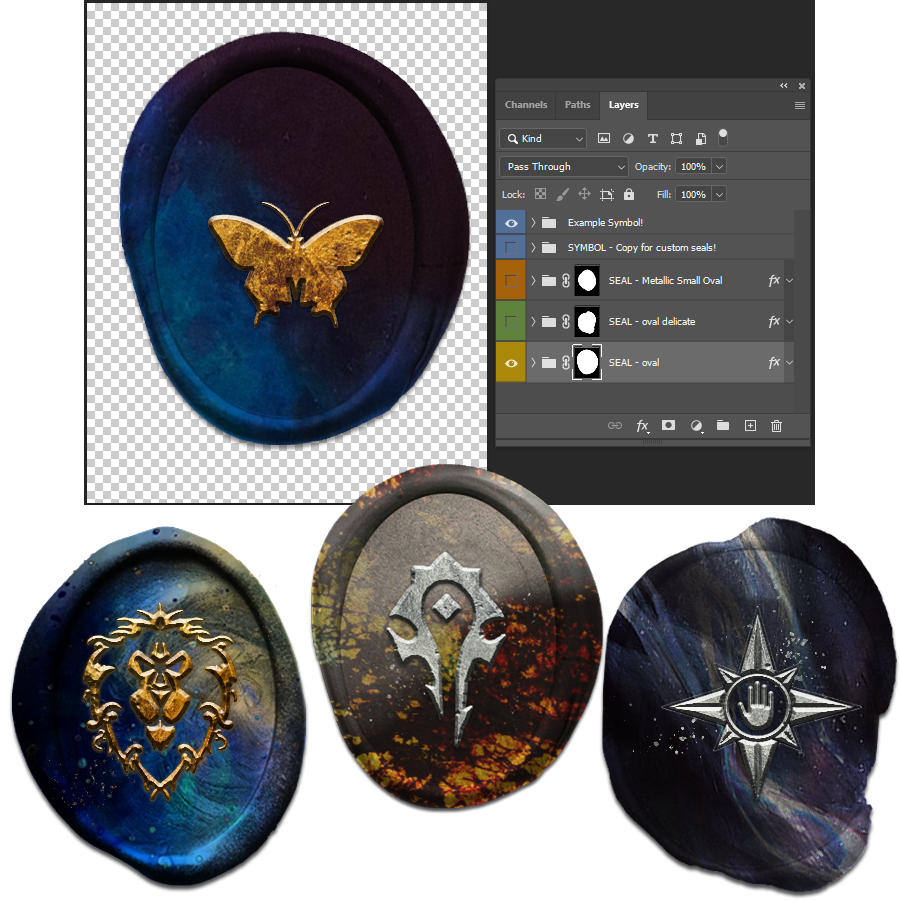 Channels Paths Layers
Kind
Pass Through Opacity: 100%
Lock: Fill: 100%
Example Symbol!
SYMBOL - Copy for custom seals!
SEAL - Metallic Small Oval fx
SEAL - oval delicate fx
SEAL - oval fx
fx